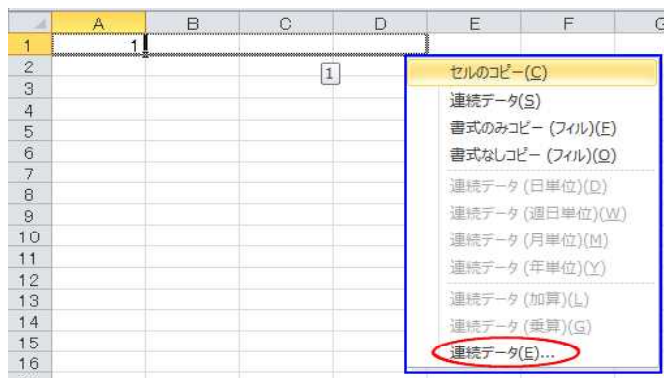 A B C D E F G
1 1
2 1
3
4
5
6
7
8
9
10
11
12
13
14
15
16
セルのコピー(C)
連続データ(S)
書式のみコピー (フィル)(F)
書式なしコピー (フィル)(O)
連続データ (日単位)(D)
連続データ (週日単位)(W)
連続データ (月単位)(M)
連続データ (年単位)(Y)
連続データ (加算)(L)
連続データ (乗算)(G)
連続データ(E)...